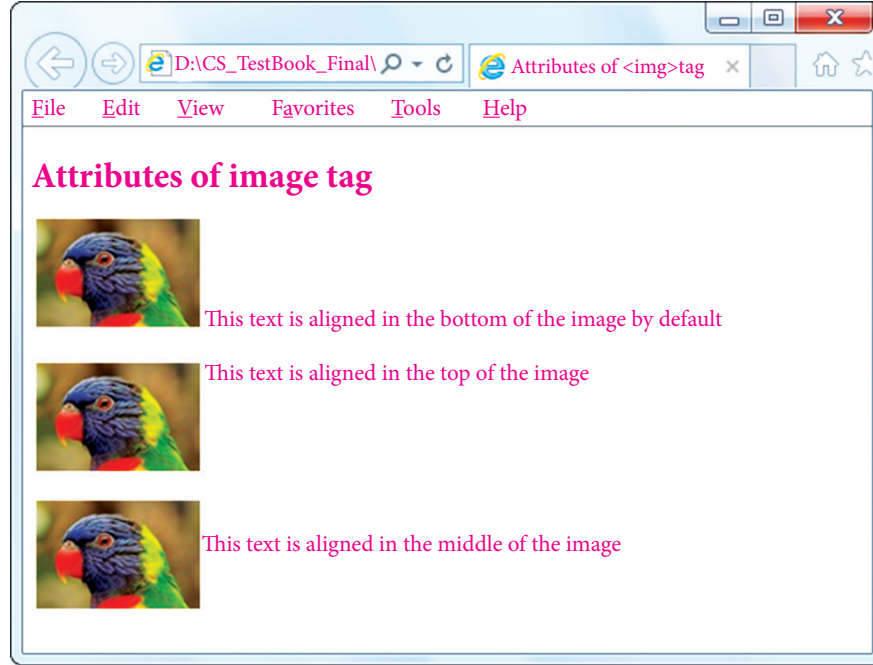 D:\CS_TestBook_Final\
Attributes of <img>tag
File Edit View Favorites Tools Help
Attributes of image tag
This text is aligned in the bottom of the image by default
This text is aligned in the top of the image
This text is aligned in the middle of the image